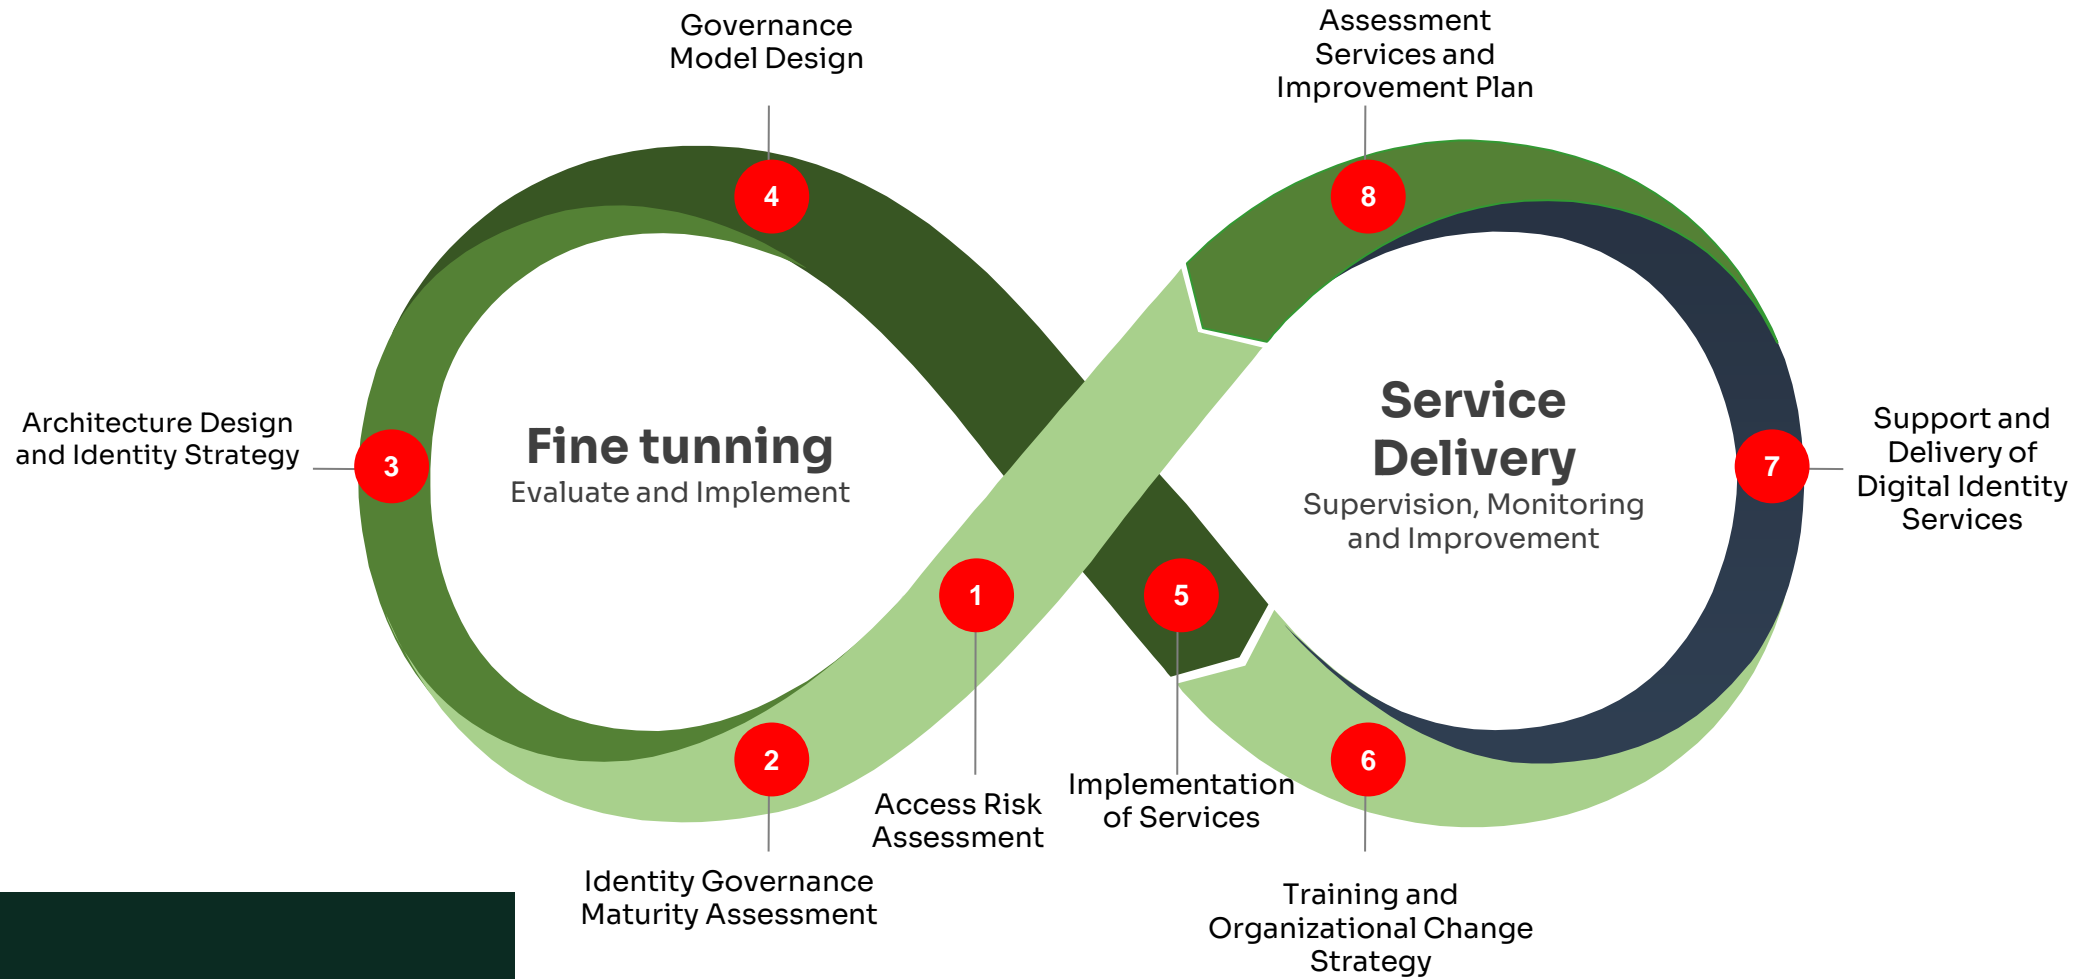 Governance
Model Design
Assessment
Services and
Improvement Plan
4
8
Architecture Design
and Identity Strategy
3
Fine tunning
Evaluate and Implement
Service
Delivery
Supervision, Monitoring
and Improvement
7
Support and
Delivery of
Digital Identity
Services
1
5
2
6
Access Risk
Assessment
Implementation
of Services
Identity Governance
Maturity Assessment
Training and
Organizational Change
Strategy